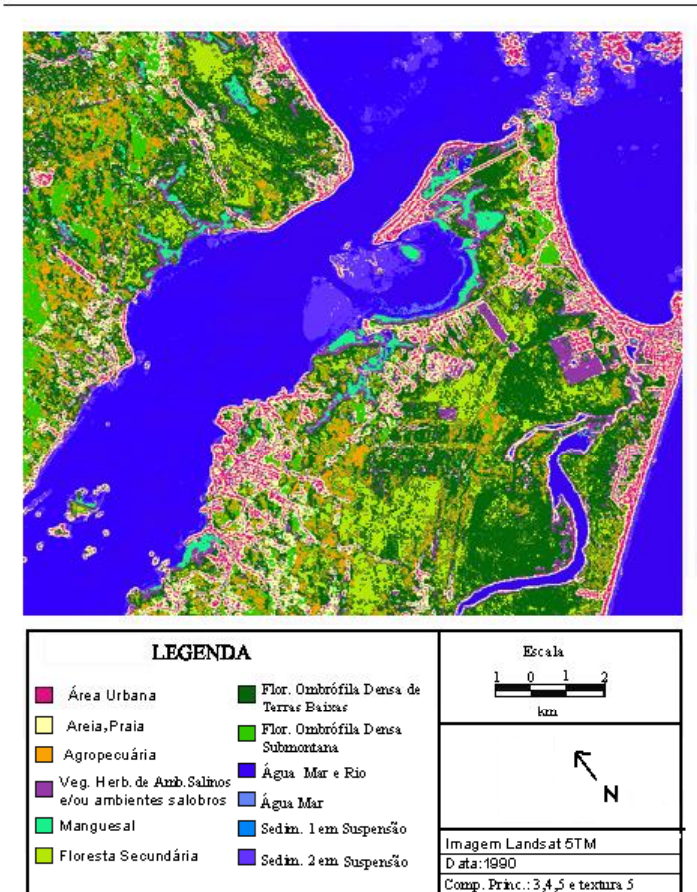 LEGENDA
Área Urbana
Areia,Praia
Agropecuária
Veg. Herb. de Amb.Salinos
e/ou ambientes salobros
Manguesal
Floresta Secundária
Flor. Ombrófila Densa de
Terras Baixas
Flor. Ombrófila Densa
Submontana
Água Mar e Rio
Água Mar
Sedim. 1 em Suspensão
Sedim. 2 em Suspensão
Escala
1 0 1 2
km
N
Imagem Landsat 5TM
Data:1990
Comp. Princ.: 3,4,5 e textura 5